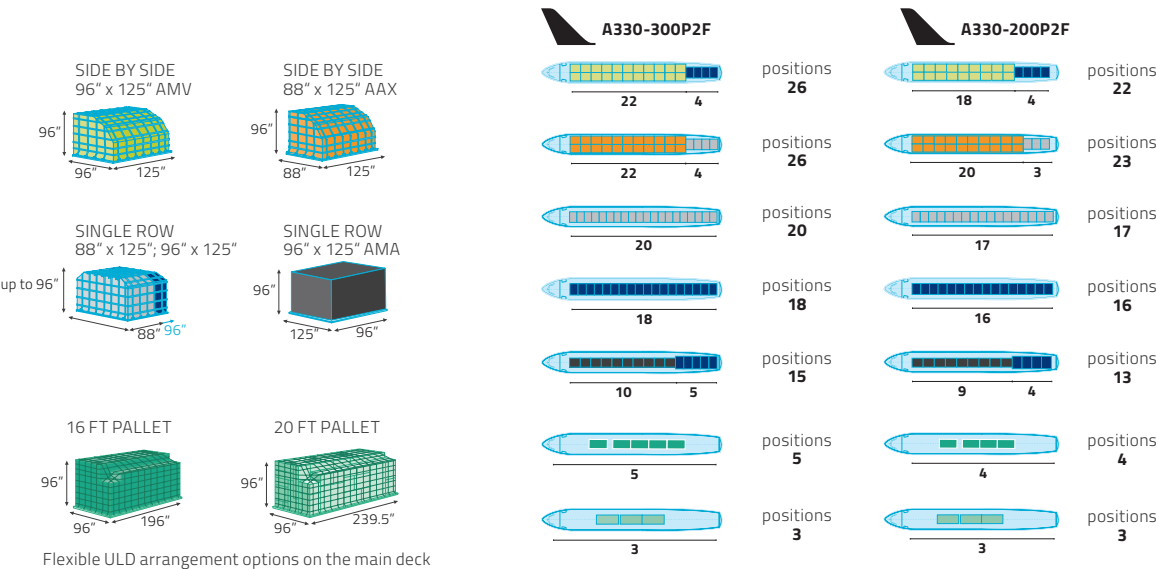 SIDE BY SIDE
96” x 125” AMV
96”
96”
125”
SIDE BY SIDE
88” x 125” AAX
96”
88”
125”
SINGLE ROW
88” x 125”; 96” x 125”
up to 96”
88”
96”
SINGLE ROW
96” x 125” AMA
96”
125”
96”
16 FT PALLET
96”
96”
196”
20 FT PALLET
96”
96”
239.5”
Flexible ULD arrangement options on the main deck
A330-300P2F
positions
26
22
4
positions
26
22
4
positions
20
20
positions
18
18
positions
15
10
5
positions
5
5
positions
3
3
A330-200P2F
positions
22
18
4
positions
23
20
3
positions
17
17
positions
16
16
positions
13
9
4
positions
4
4
positions
3
3